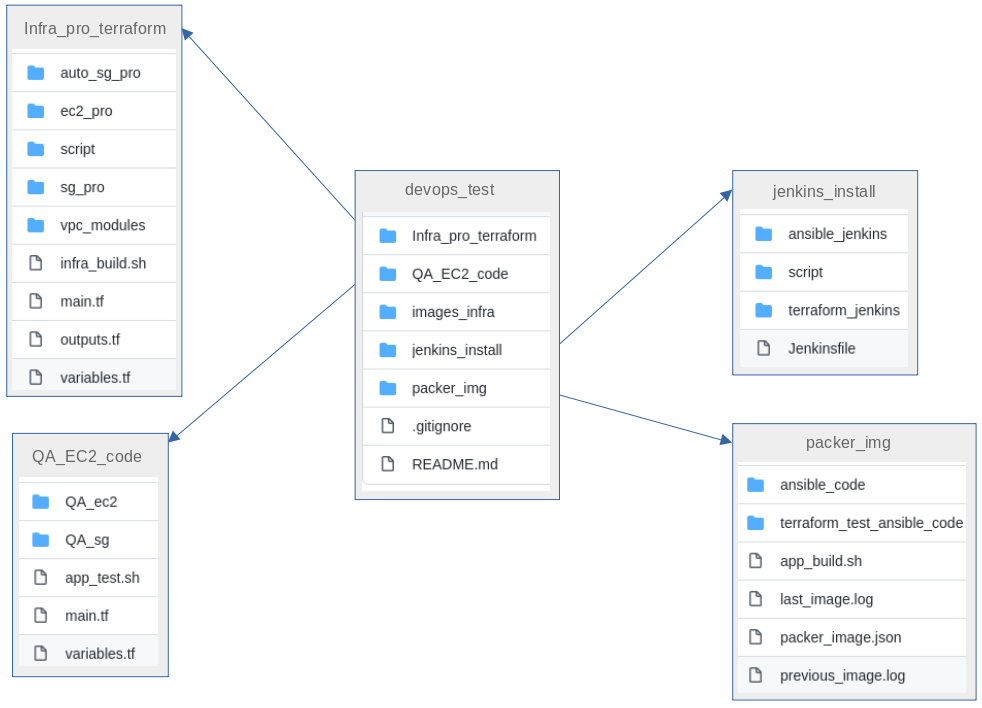 Infra_pro_terraform
auto_sg_pro
ec2_pro
script
sg_pro
vpc_modules
infra_build.sh
main.tf
outputs.tf
variables.tf
QA_EC2_code
QA_ec2
QA_sg
app_test.sh
main.tf
variables.tf
devops_test
Infra_pro_terraform
QA_EC2_code
images_infra
jenkins_install
packer_img
.gitignore
README.md
jenkins_install
ansible_jenkins
script
terraform_jenkins
Jenkinsfile
packer_img
ansible_code
terraform_test_ansible_code
app_build.sh
last_image.log
packer_image.json
previous_image.log